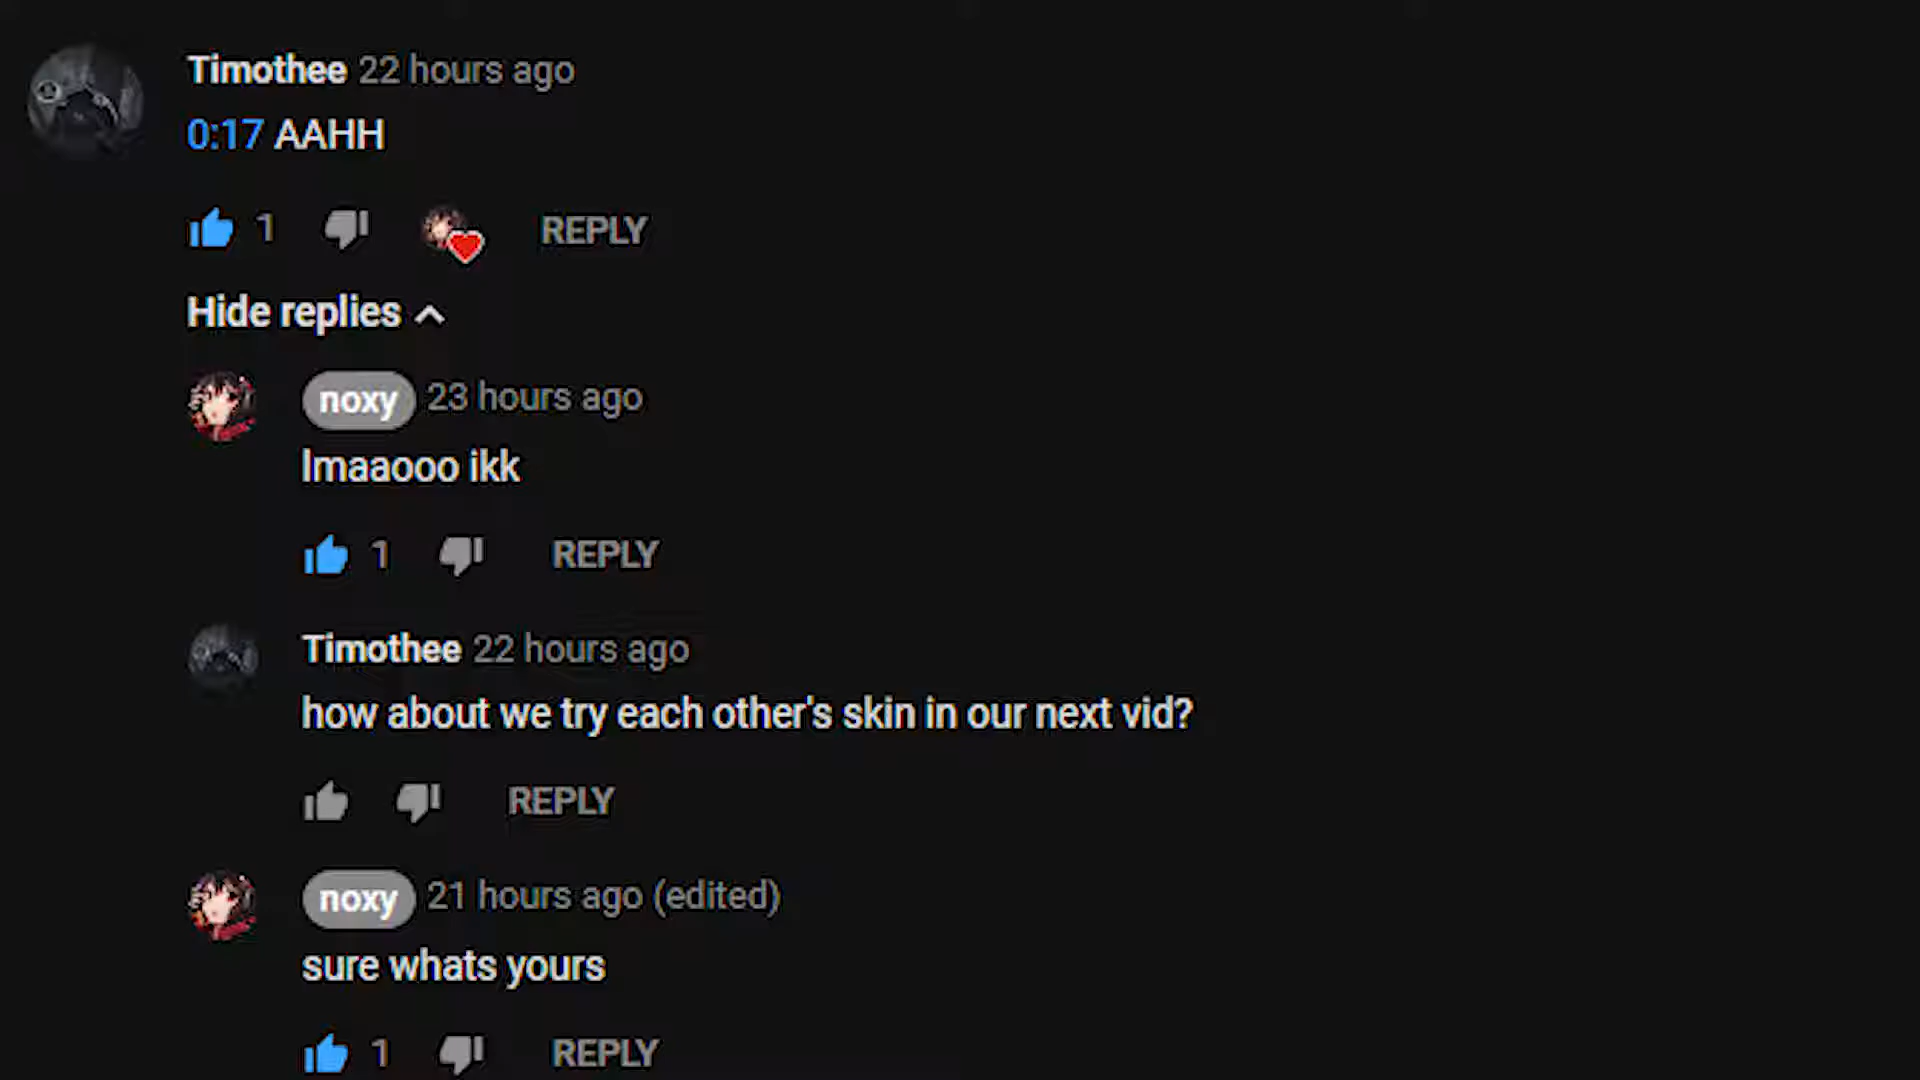 Timothee 22 hours ago
0:17 AAHH
1 REPLY
Hide replies
noxy 23 hours ago
lmaaooo ikk
1 REPLY
Timothee 22 hours ago
how about we try each other's skin in our next vid?
REPLY
noxy 21 hours ago (edited)
sure whats yours
1 REPLY